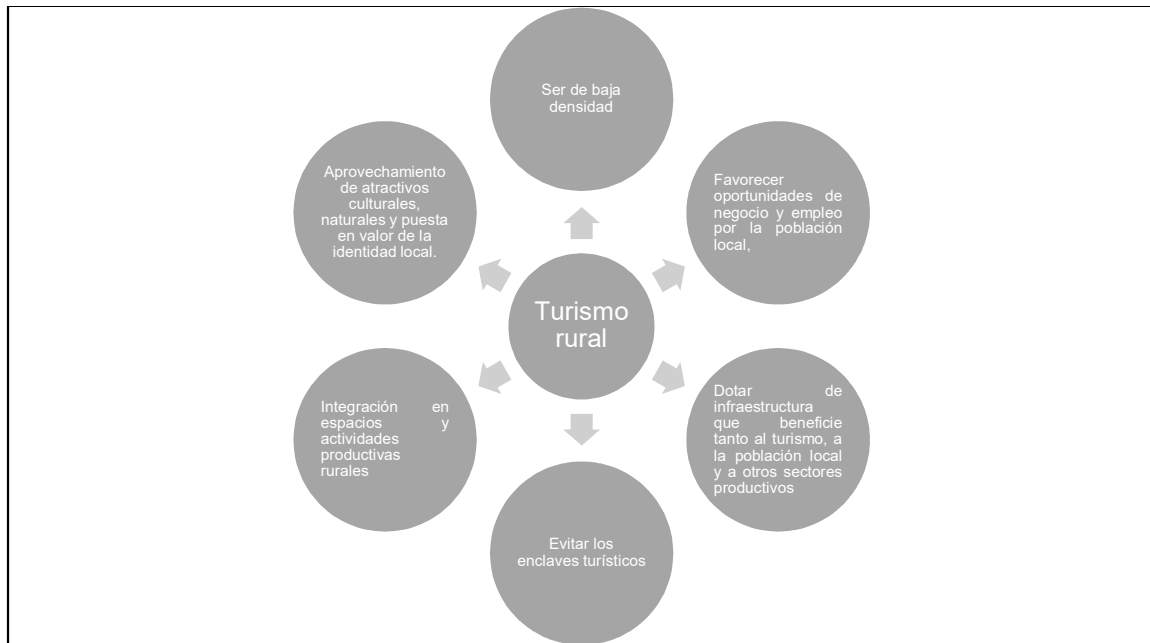 Ser de baja
densidad
Favorecer
oportunidades de
negocio y empleo
por la población
local,
Dotar de
infraestructura
que beneficie
tanto al turismo, a
la población local
y a otros sectores
productivos
Evitar los
enclaves turísticos
Integración en
espacios y
actividades
productivas
rurales
Aprovechamiento
de atractivos
culturales,
naturales y puesta
en valor de la
identidad local.
Turismo
rural